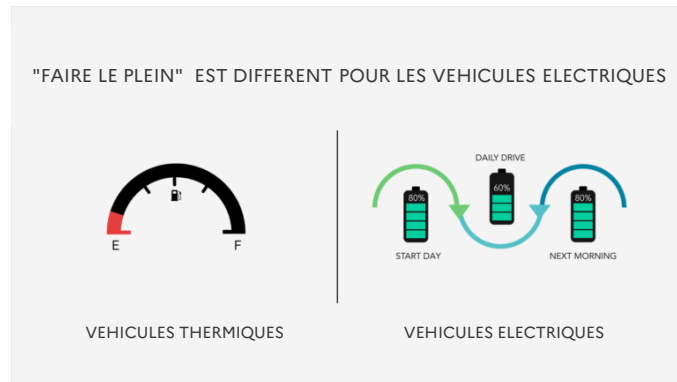 "FAIRE LE PLEIN" EST DIFFERENT POUR LES VEHICULES ELECTRIQUES
E F
VEHICULES THERMIQUES
DAILY DRIVE
80% 60% 80%
START DAY NEXT MORNING
VEHICULES ELECTRIQUES